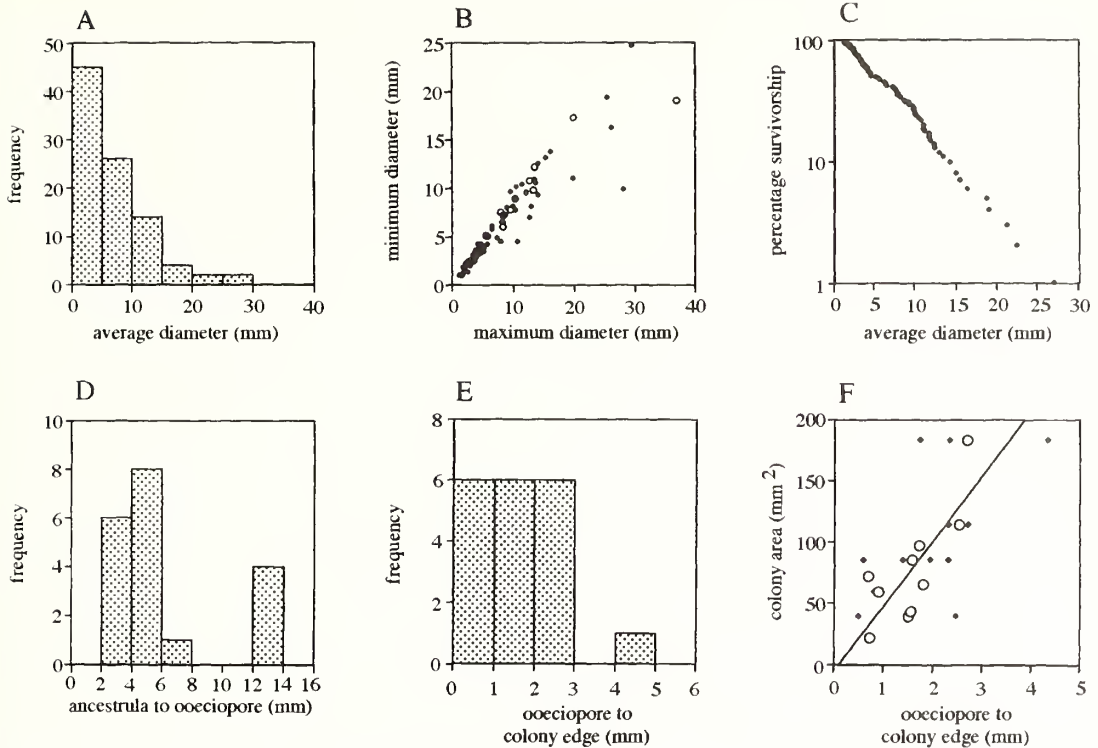 A
50
40
30
20
10
0
frequency
0 10 20 30 40
average diameter (mm)
B
25
20
15
10
5
0
minimum diameter (mm)
0 10 20 30 40
maximum diameter (mm)
C
100
10
1
percentage survivorship
0 5 10 15 20 25 30
average diameter (mm)
D
10
8
6
4
2
0
frequency
0 2 4 6 8 10 12 14 16
ancestrula to ooeciopore (mm)
E
8
6
4
2
0
frequency
0 1 2 3 4 5 6
ooeciopore to
colony edge (mm)
F
200
150
100
50
0
colony area (mm2)
0 1 2 3 4 5
ooeciopore to
colony edge (mm)